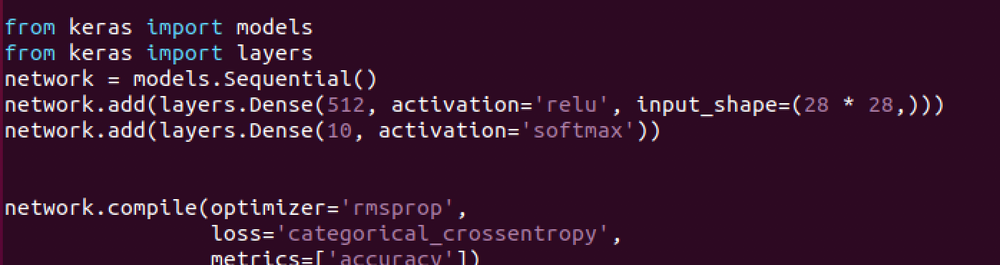 from keras import models
from keras import layers
network = models.Sequential()
network.add(layers.Dense(512, activation='relu', input_shape=(28 * 28,)))
network.add(layers.Dense(10, activation='softmax'))
network.compile(optimizer='rmsprop',
                loss='categorical_crossentropy',
                metrics=['accuracy'])